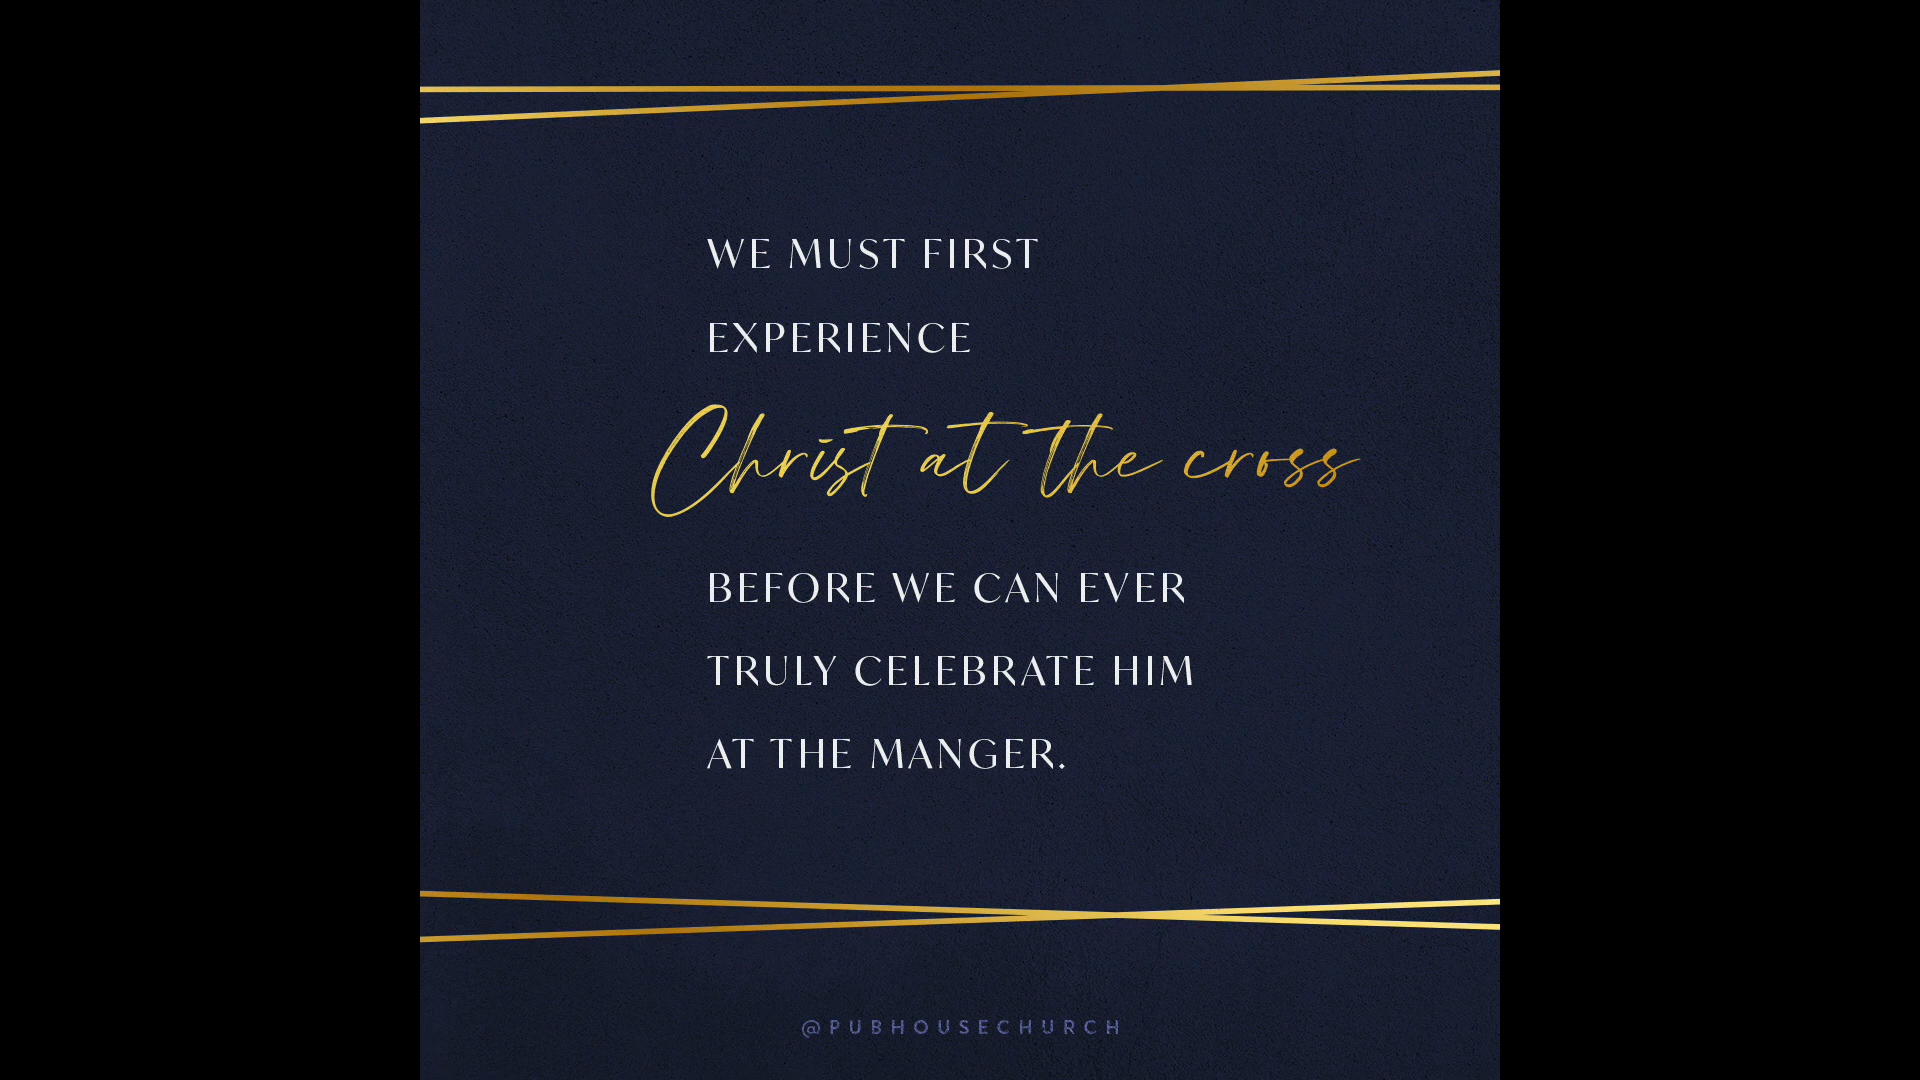 WE MUST FIRST
EXPERIENCE
Christ at the cross
BEFORE WE CAN EVER
TRULY CELEBRATE HIM
AT THE MANGER.
@PUBHOUSECHURCH